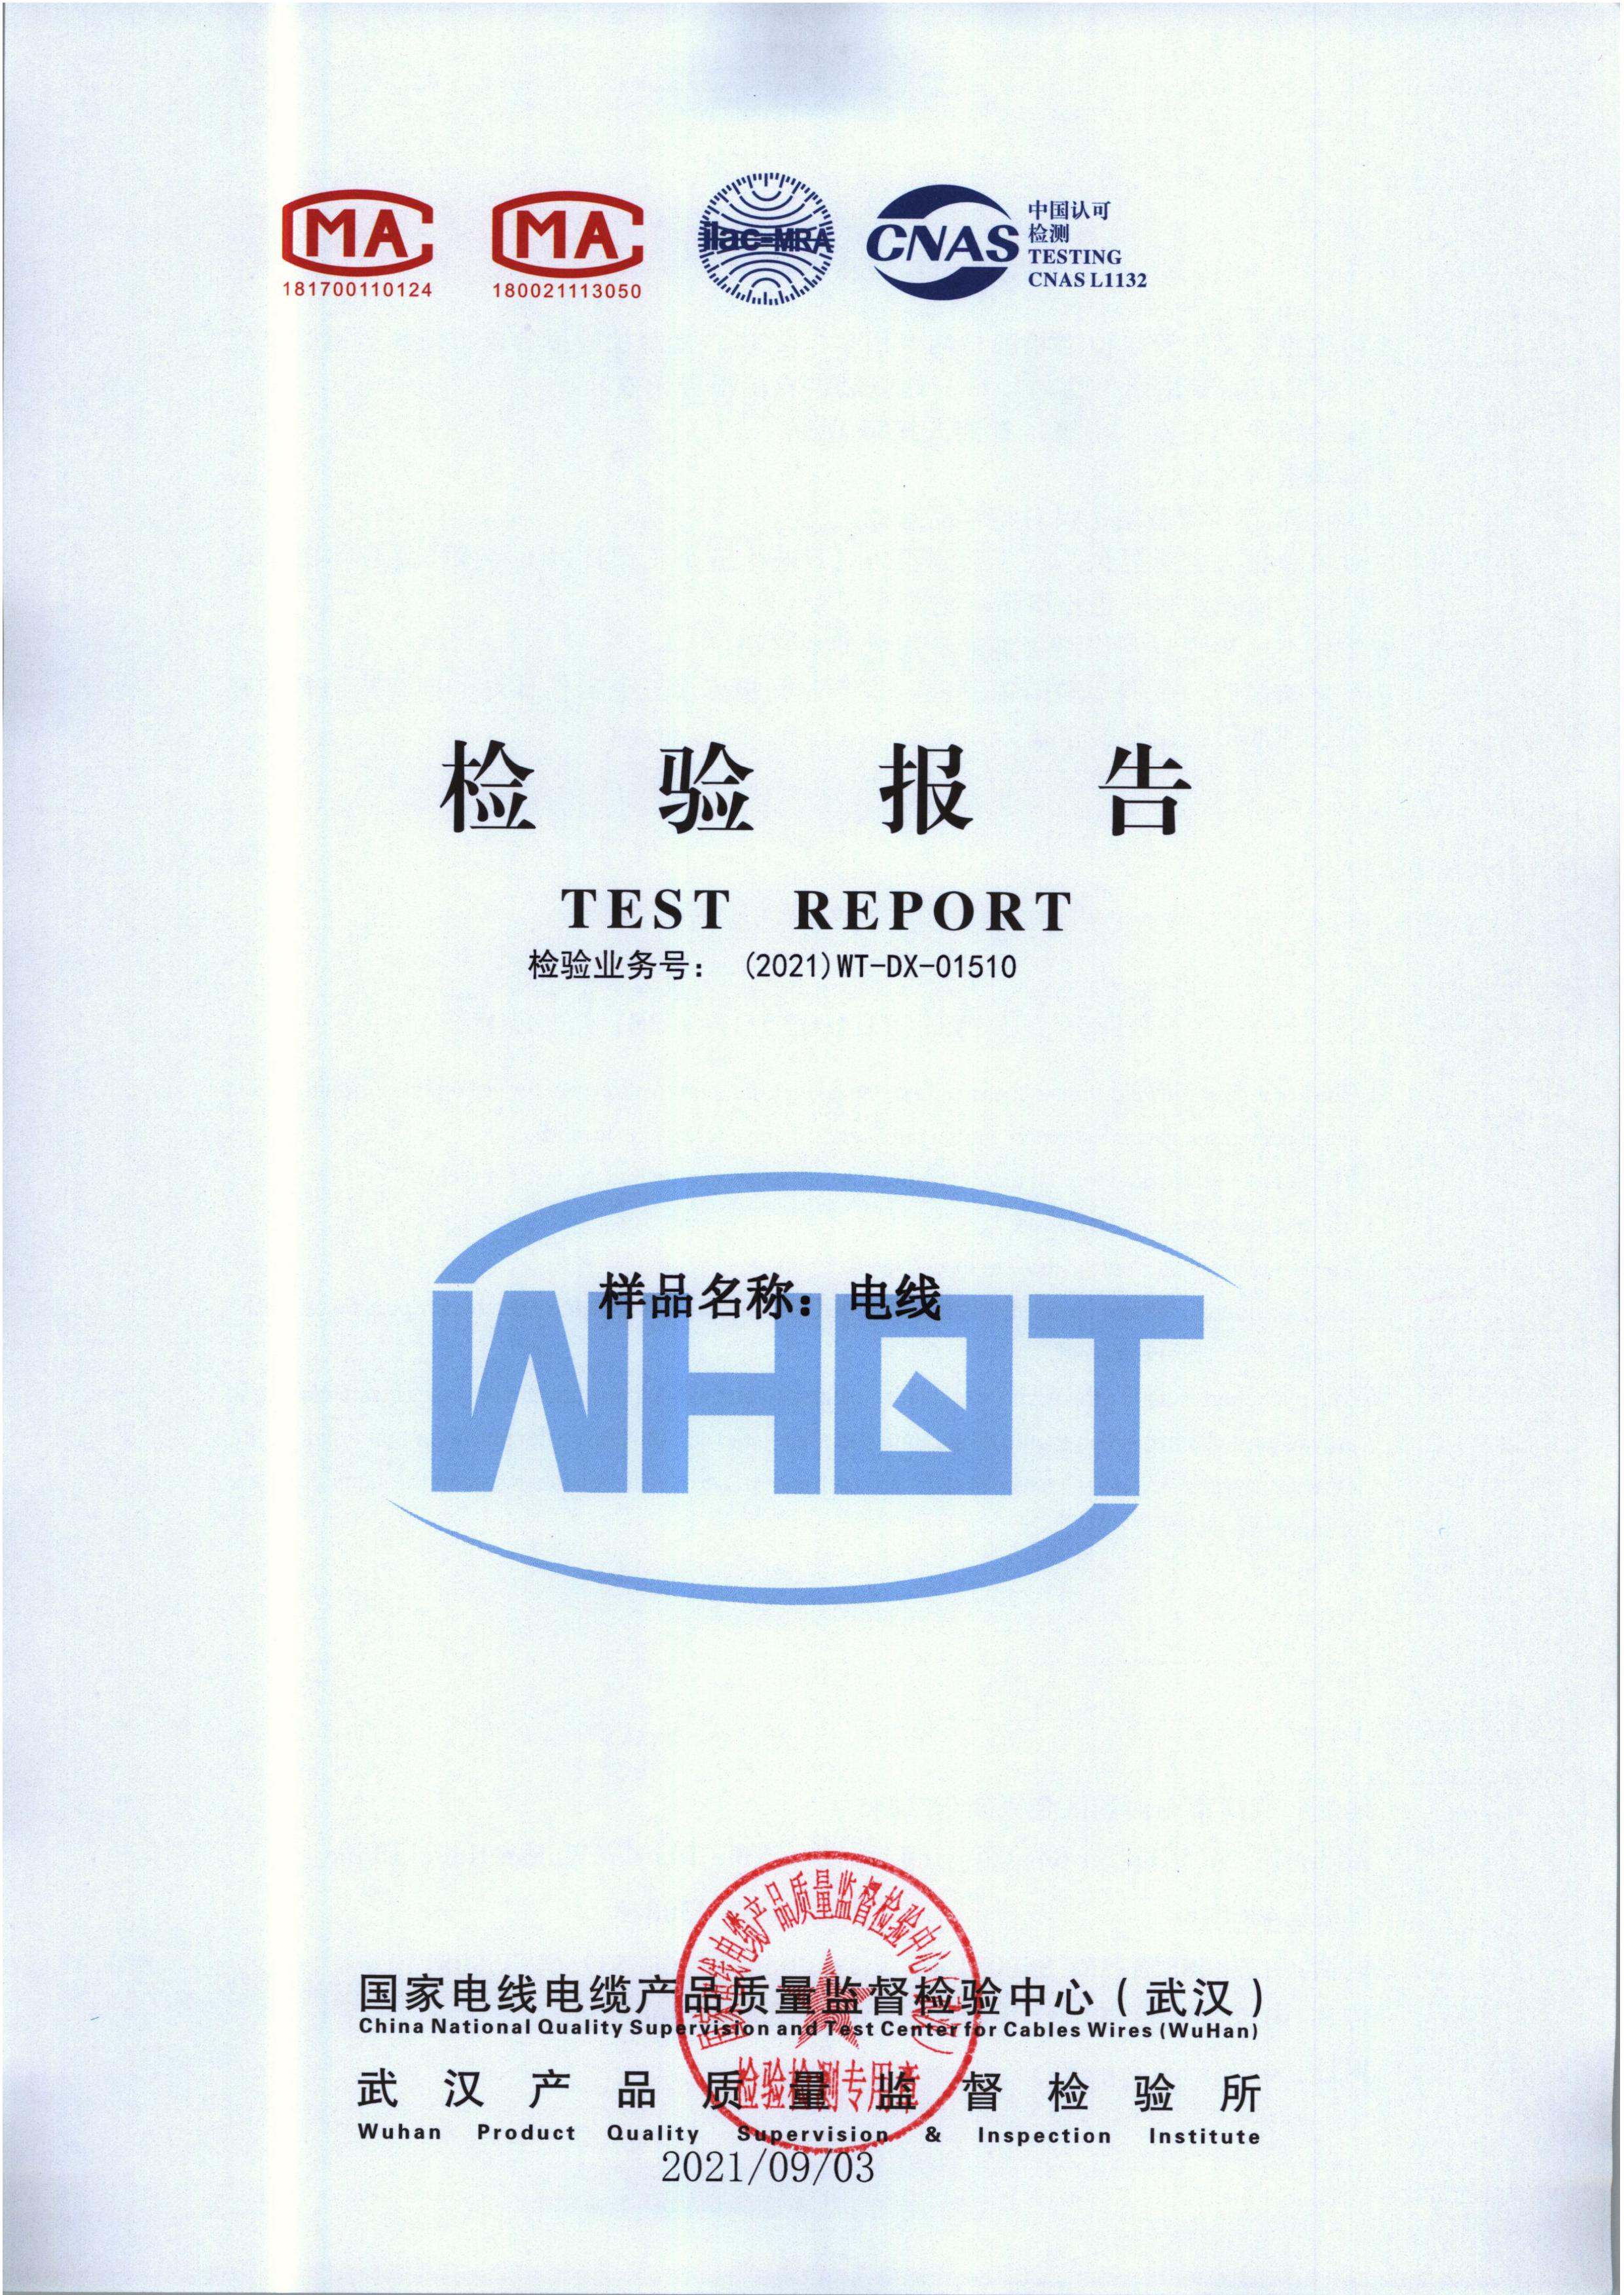 MA
181700110124
MA
180021113050
ilac-MRA
CNAS
中国认可
检测
TESTING
CNAS L1132
检验报告
TEST REPORT
检验业务号： (2021)WT-DX-01510
样品名称：电线
WHQT
国家电线电缆产品质量监督检验中心（武汉）
China National Quality Supervision and Test Center for Cables Wires (WuHan)
武汉产品质量监督检验所
Wuhan Product Quality Supervision & Inspection Institute
2021/09/03
国家电线电缆产品质量监督检验中心（武汉）
检验检测专用章